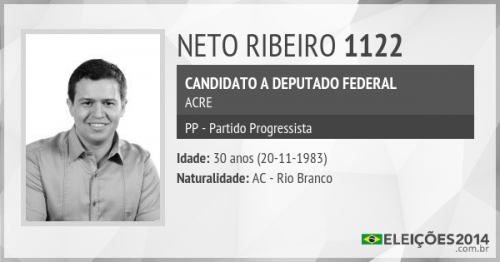 NETO RIBEIRO 1122
CANDIDATO A DEPUTADO FEDERAL
ACRE
PP - Partido Progressista
Idade: 30 anos (20-11-1983)
Naturalidade: AC - Rio Branco
ELEIÇÕES2014
.com.br